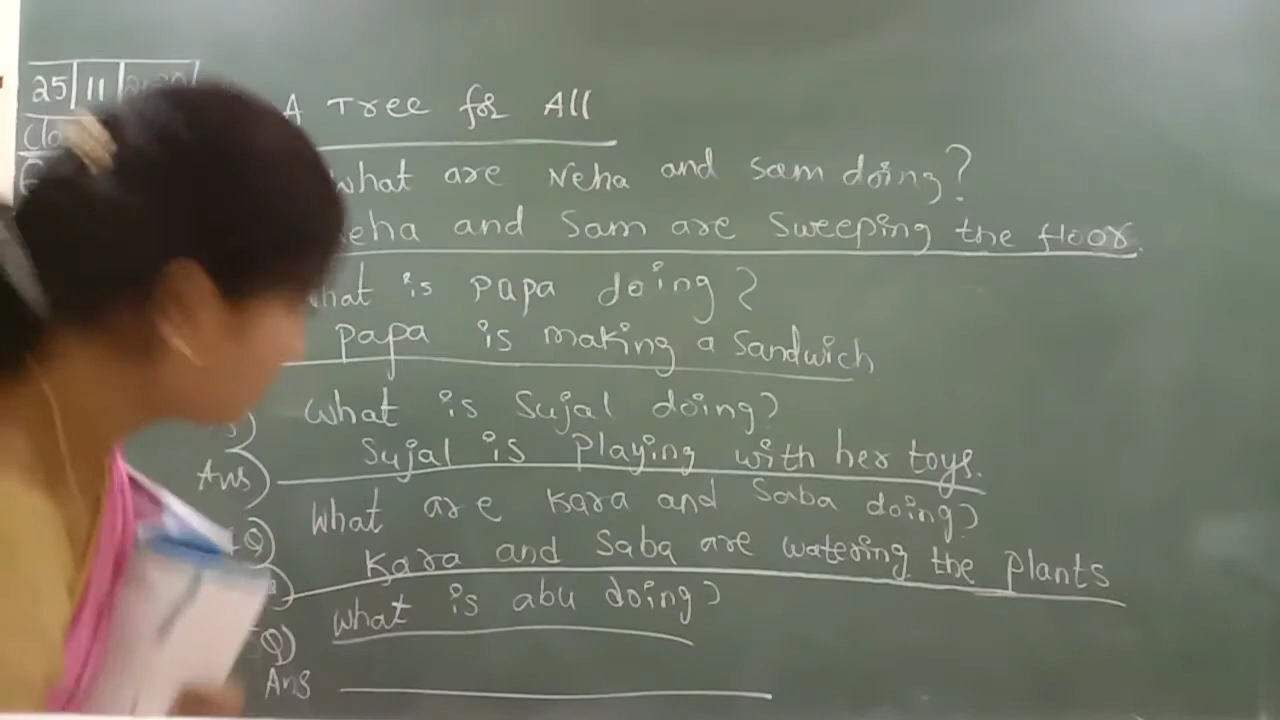 25 11
A Tree for All
What are Neha and Sam doing?
eha and Sam are sweeping the floor.
What is papa doing?
papa is making a sandwich
What is Sujal doing?
Ans) Sujal is playing with her toys.
Q) What are Kara and Saba doing?
Kara and Saba are watering the plants
Q) What is abu doing?
Ans